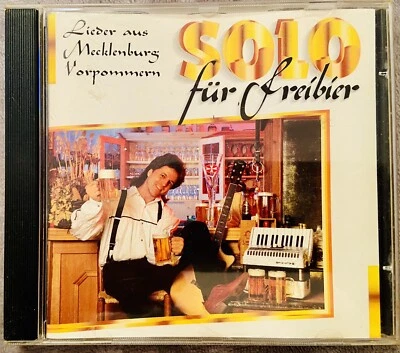 Lieder aus
Mecklenburg
Vorpommern
SOLO
für Freibier